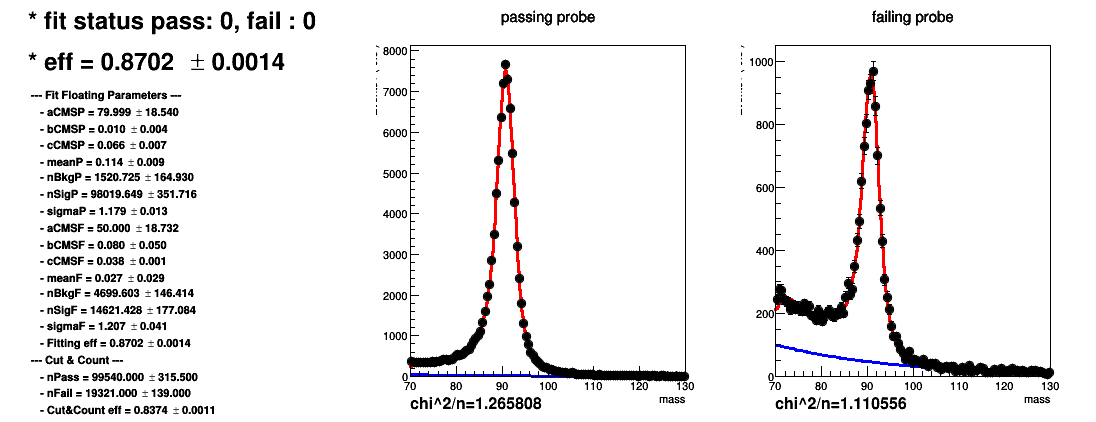 * fit status pass: 0, fail : 0
* eff = 0.8702 ± 0.0014
--- Fit Floating Parameters ---
- aCMSP = 79.999 ± 18.540
- bCMSP = 0.010 ± 0.004
- cCMSP = 0.066 ± 0.007
- meanP = 0.114 ± 0.009
- nBkgP = 1520.725 ± 164.930
- nSigP = 98019.649 ± 351.716
- sigmaP = 1.179 ± 0.013
- aCMSF = 50.000 ± 18.732
- bCMSF = 0.080 ± 0.050
- cCMSF = 0.038 ± 0.001
- meanF = 0.027 ± 0.029
- nBkgF = 4699.603 ± 146.414
- nSigF = 14621.428 ± 177.084
- sigmaF = 1.207 ± 0.041
- Fitting eff = 0.8702 ± 0.0014
--- Cut & Count ---
- nPass = 99540.000 ± 315.500
- nFail = 19321.000 ± 139.000
- Cut&Count eff = 0.8374 ± 0.0011
passing probe
8000
7000
6000
5000
4000
3000
2000
1000
0
70 80 90 100 110 120 130
mass
chi^2/n=1.265808
failing probe
1000
800
600
400
200
0
70 80 90 100 110 120 130
mass
chi^2/n=1.110556